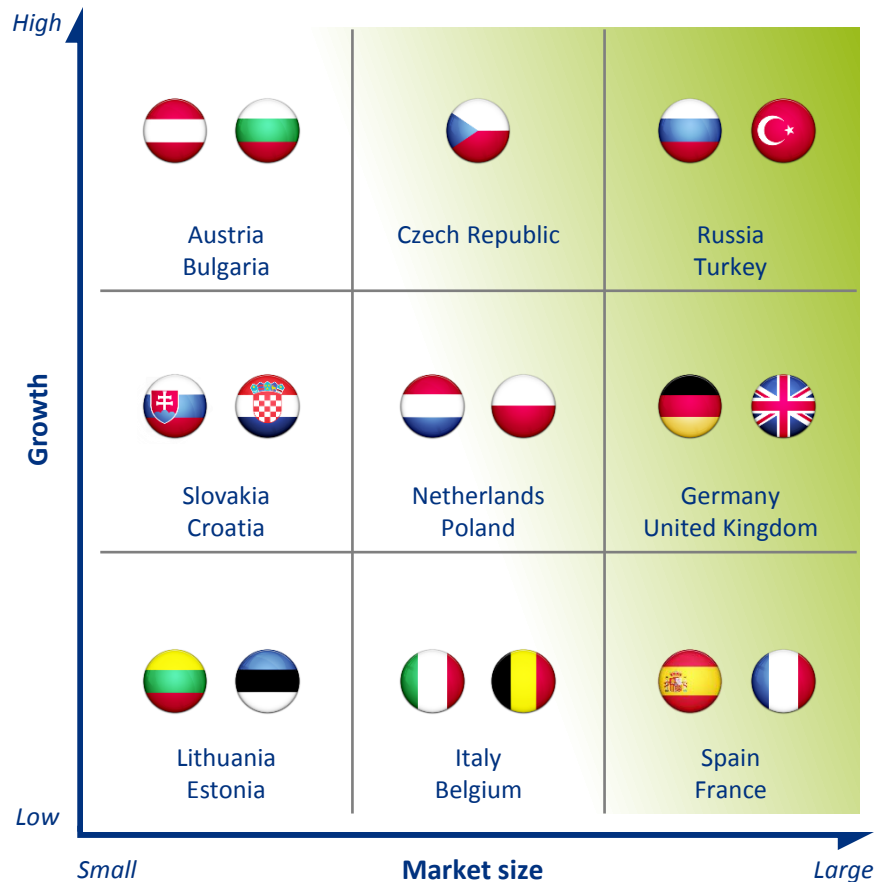 High
Austria
Bulgaria
Czech Republic
Russia
Turkey
Growth
Slovakia
Croatia
Netherlands
Poland
Germany
United Kingdom
Lithuania
Estonia
Italy
Belgium
Spain
France
Low
Small
Market size
Large